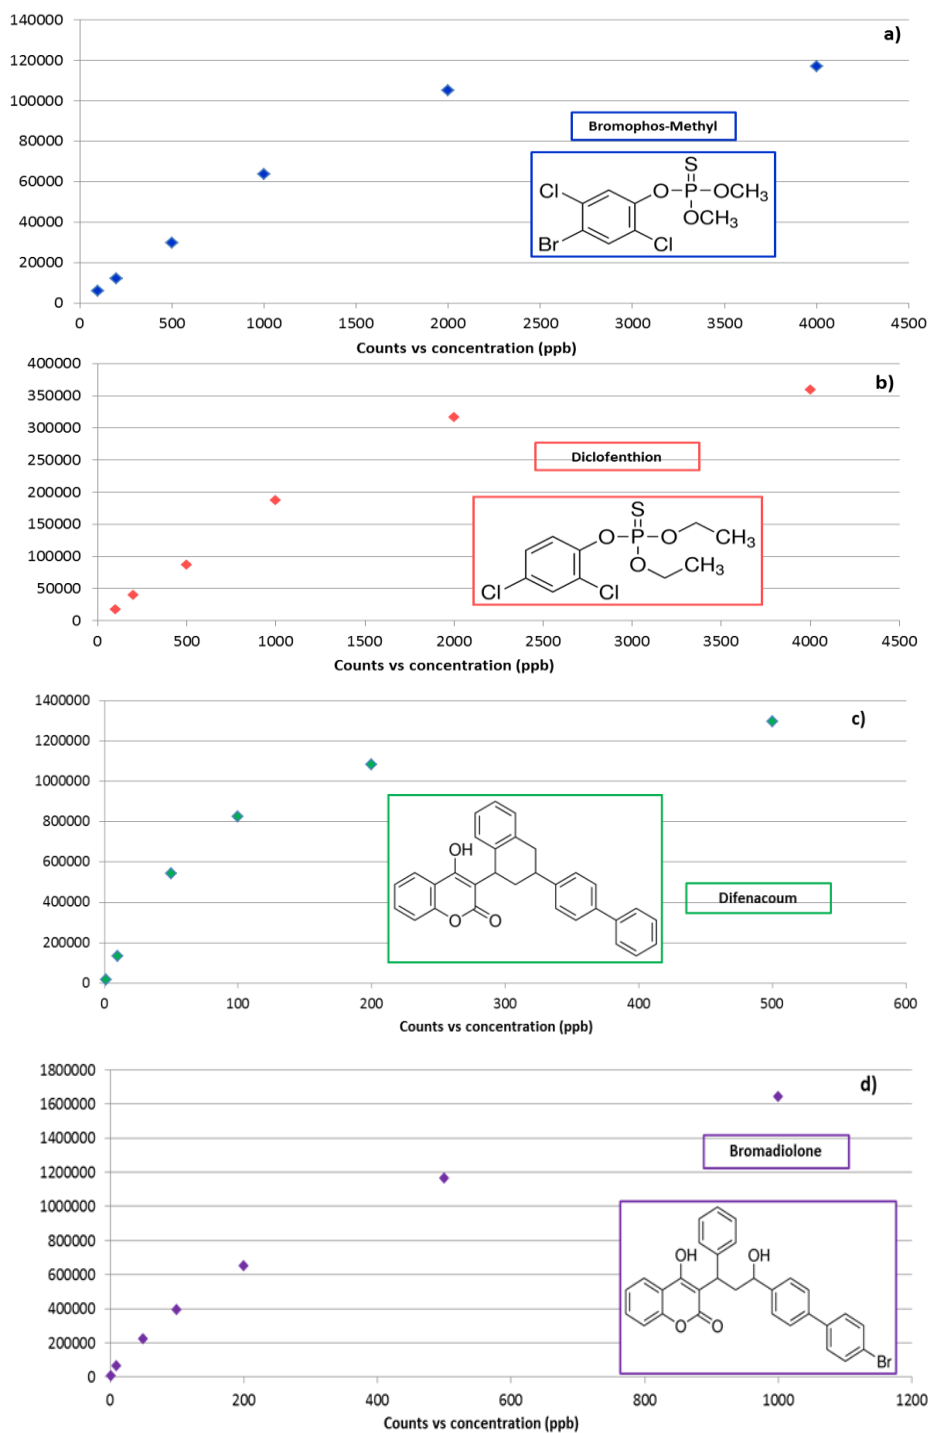 140000
a)
120000
100000
Bromophos-Methyl
80000
S
60000
Cl
O
P
OCH3
40000
OCH3
Br
Cl
20000
0
0 500 1000 1500 2000 2500 3000 3500 4000 4500
Counts vs concentration (ppb)
400000
b)
350000
300000
250000
Diclofenthion
200000
S
150000
O
P
O
CH3
100000
O
CH3
50000
Cl
Cl
0
0 500 1000 2000 2500 3000 3500 4000 4500
Counts vs concentration (ppb)
1400000
c)
1200000
1000000
800000
OH
600000
400000
O
O
Difenacoum
200000
0
0 100 200 300 400 500 600
Counts vs concentration (ppb)
1800000
d)
1600000
1400000
Bromadiolone
1200000
1000000
800000
OH
OH
600000
400000
O
O
200000
Br
0
0 200 400 600 800 1000 1200
Counts vs concentration (ppb)